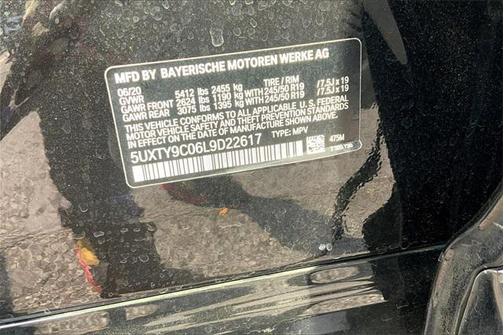 MFD BY BAYERISCHE MOTOREN WERKE AG
06/20 TIRE / RIM
GVWR 5412 lbs 2455 kg
GAWR FRONT 2624 lbs 1190 kg WITH 245/50 R19 /7.5J x 19
GAWR REAR 3075 lbs 1395 kg WITH 245/50 R19 /7.5J x 19
THIS VEHICLE CONFORMS TO ALL APPLICABLE U.S. FEDERAL
MOTOR VEHICLE SAFETY AND THEFT PREVENTION
STANDARDS IN EFFECT ON THE DATE OF MANUFACTURE
SHOWN ABOVE.
5UXTY9C06L9D22617 TYPE: MPV 475M